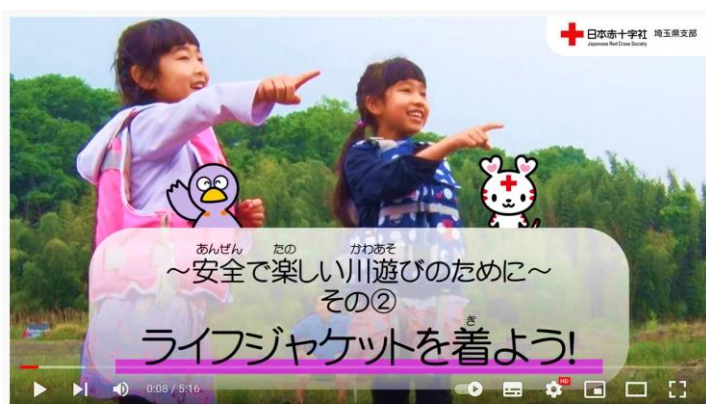 日本赤十字社 埼玉県支部
Japanese Red Cross Society
あんぜん たの かわあそ
～安全で楽しい川遊びのために～
その②
き
ライフジャケットを着よう!
0:08 / 5:16
HD